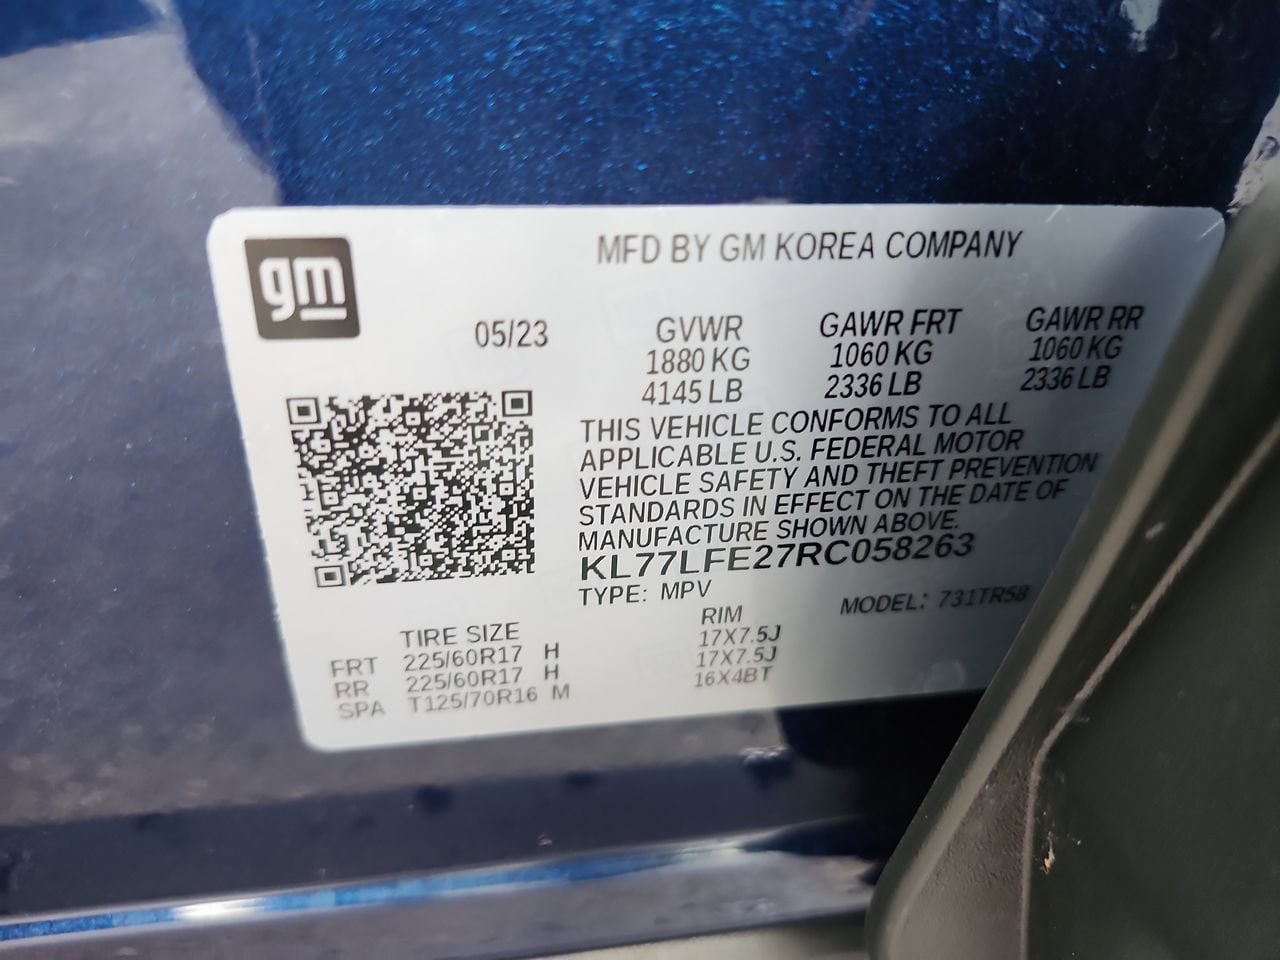 gm
MFD BY GM KOREA COMPANY
05/23
GVWR GAWR FRT GAWR RR
1880 KG 1060 KG 1060 KG
4145 LB 2336 LB 2336 LB
THIS VEHICLE CONFORMS TO ALL
APPLICABLE U.S. FEDERAL MOTOR
VEHICLE SAFETY AND THEFT PREVENTION
STANDARDS IN EFFECT ON THE DATE OF
MANUFACTURE SHOWN ABOVE.
KL77LFE27RC058263
TYPE: MPV MODEL: 731TR58
TIRE SIZE RIM
FRT 225/60R17 H 17X7.5J
RR 225/60R17 H 17X7.5J
SPA T125/70R16 M 16X4BT